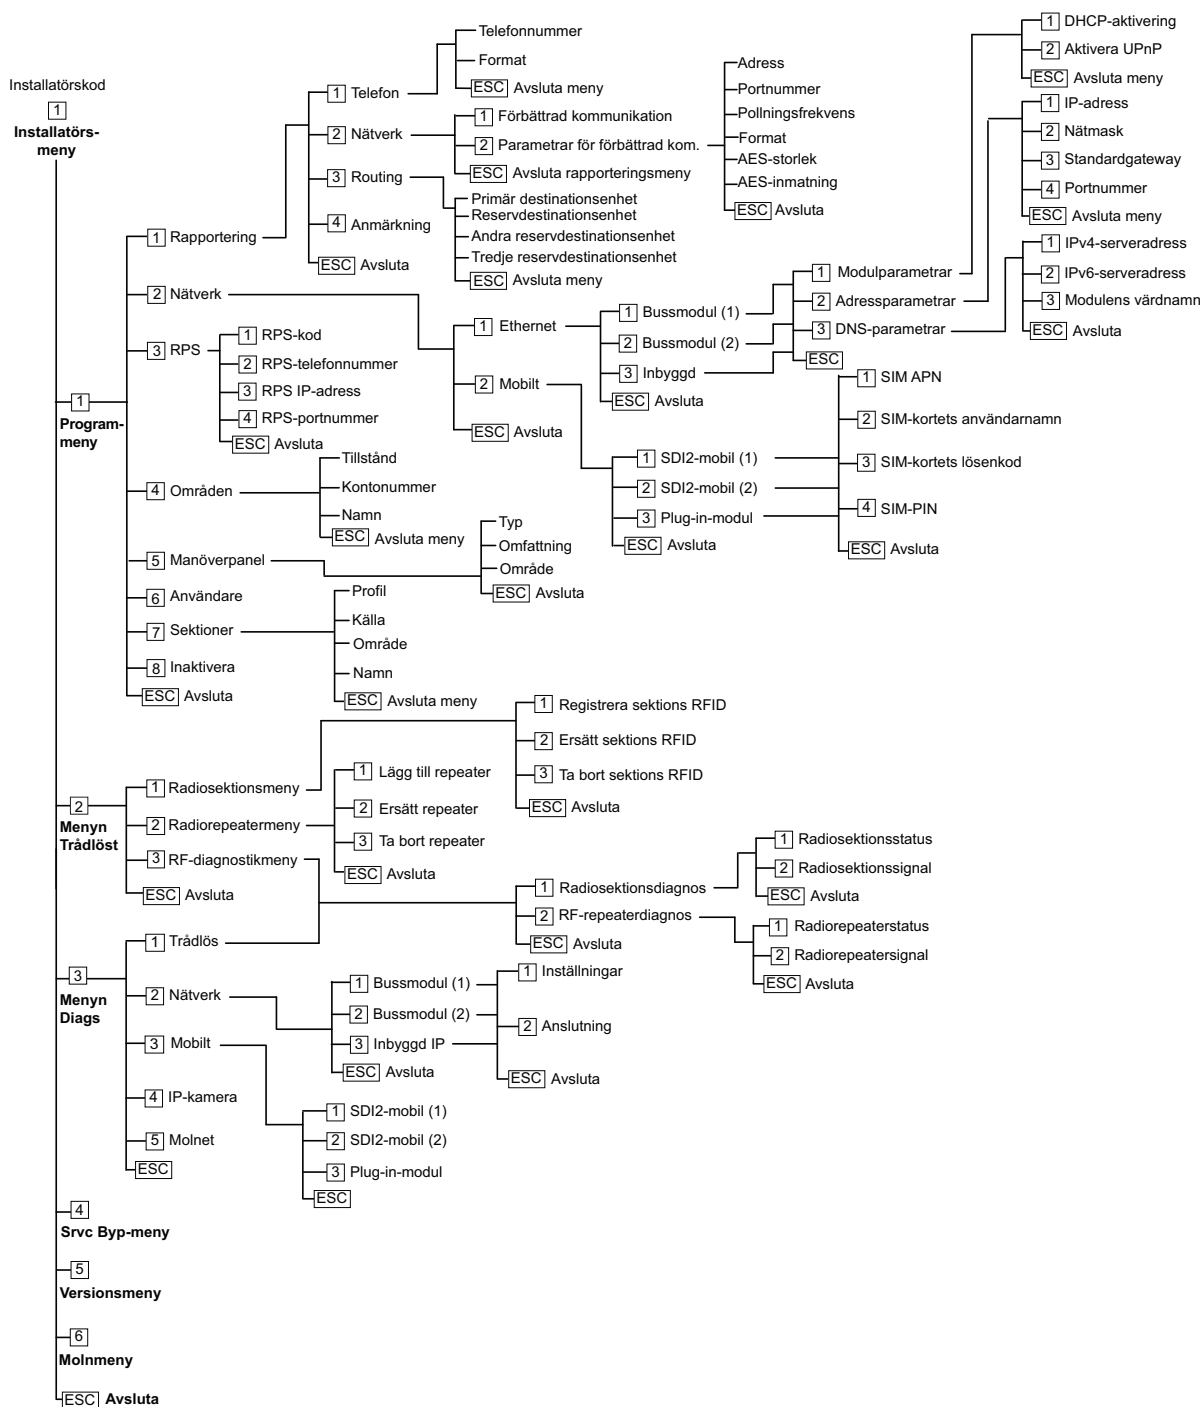 Installatörskod
1
Installatörs-
meny
1
Program-
meny
1 Rapportering
1 Telefon
Telefonnummer
Format
ESC Avsluta meny
2 Nätverk
1 Förbättrad kommunikation
2 Parametrar för förbättrad kom.
Adress
Portnummer
Pollningsfrekvens
Format
AES-storlek
AES-inmatning
ESC Avsluta
ESC Avsluta rapporteringsmeny
3 Routing
Primär destinationsenhet
Reservdestinationsenhet
Andra reservdestinationsenhet
Tredje reservdestinationsenhet
ESC Avsluta meny
4 Anmärkning
ESC Avsluta
2 Nätverk
1 Ethernet
1 Bussmodul (1)
2 Bussmodul (2)
3 Inbyggd
ESC Avsluta
1 Modulparametrar
1 DHCP-aktivering
2 Aktivera UPnP
ESC Avsluta meny
2 Adressparametrar
1 IP-adress
2 Nätmask
3 Standardgateway
4 Portnummer
ESC Avsluta meny
3 DNS-parametrar
1 IPv4-serveradress
2 IPv6-serveradress
3 Modulens värdnamn
ESC Avsluta
ESC
2 Mobilt
1 SDI2-mobil (1)
2 SDI2-mobil (2)
3 Plug-in-modul
ESC Avsluta
1 SIM APN
2 SIM-kortets användarnamn
3 SIM-kortets lösenkod
4 SIM-PIN
ESC Avsluta
ESC Avsluta
3 RPS
1 RPS-kod
2 RPS-telefonnummer
3 RPS IP-adress
4 RPS-portnummer
ESC Avsluta
4 Områden
Tillstånd
Kontonummer
Namn
ESC Avsluta meny
5 Manöverpanel
Typ
Omfattning
Område
ESC Avsluta
6 Användare
7 Sektioner
Profil
Källa
Område
Namn
ESC Avsluta meny
8 Inaktivera
ESC Avsluta
2
Menyn
Trådlöst
1 Radiosektionsmeny
1 Registrera sektions RFID
2 Ersätt sektions RFID
3 Ta bort sektions RFID
ESC Avsluta
2 Radiorepeatermeny
1 Lägg till repeater
2 Ersätt repeater
3 Ta bort repeater
ESC Avsluta
3 RF-diagnostikmeny
ESC Avsluta
1 Radiosektionsdiagnos
1 Radiosektionsstatus
2 Radiosektionssignal
ESC Avsluta
2 RF-repeaterdiagnos
1 Radiorepeaterstatus
2 Radiorepeatersignal
ESC Avsluta
ESC Avsluta
3
Menyn
Diags
1 Trådlös
2 Nätverk
1 Bussmodul (1)
2 Bussmodul (2)
3 Inbyggd IP
ESC Avsluta
1 Inställningar
2 Anslutning
ESC Avsluta
3 Mobilt
1 SDI2-mobil (1)
2 SDI2-mobil (2)
3 Plug-in-modul
ESC
4 IP-kamera
5 Molnet
ESC
4
Srvc Byp-meny
5
Versionsmeny
6
Molnmeny
ESC Avsluta